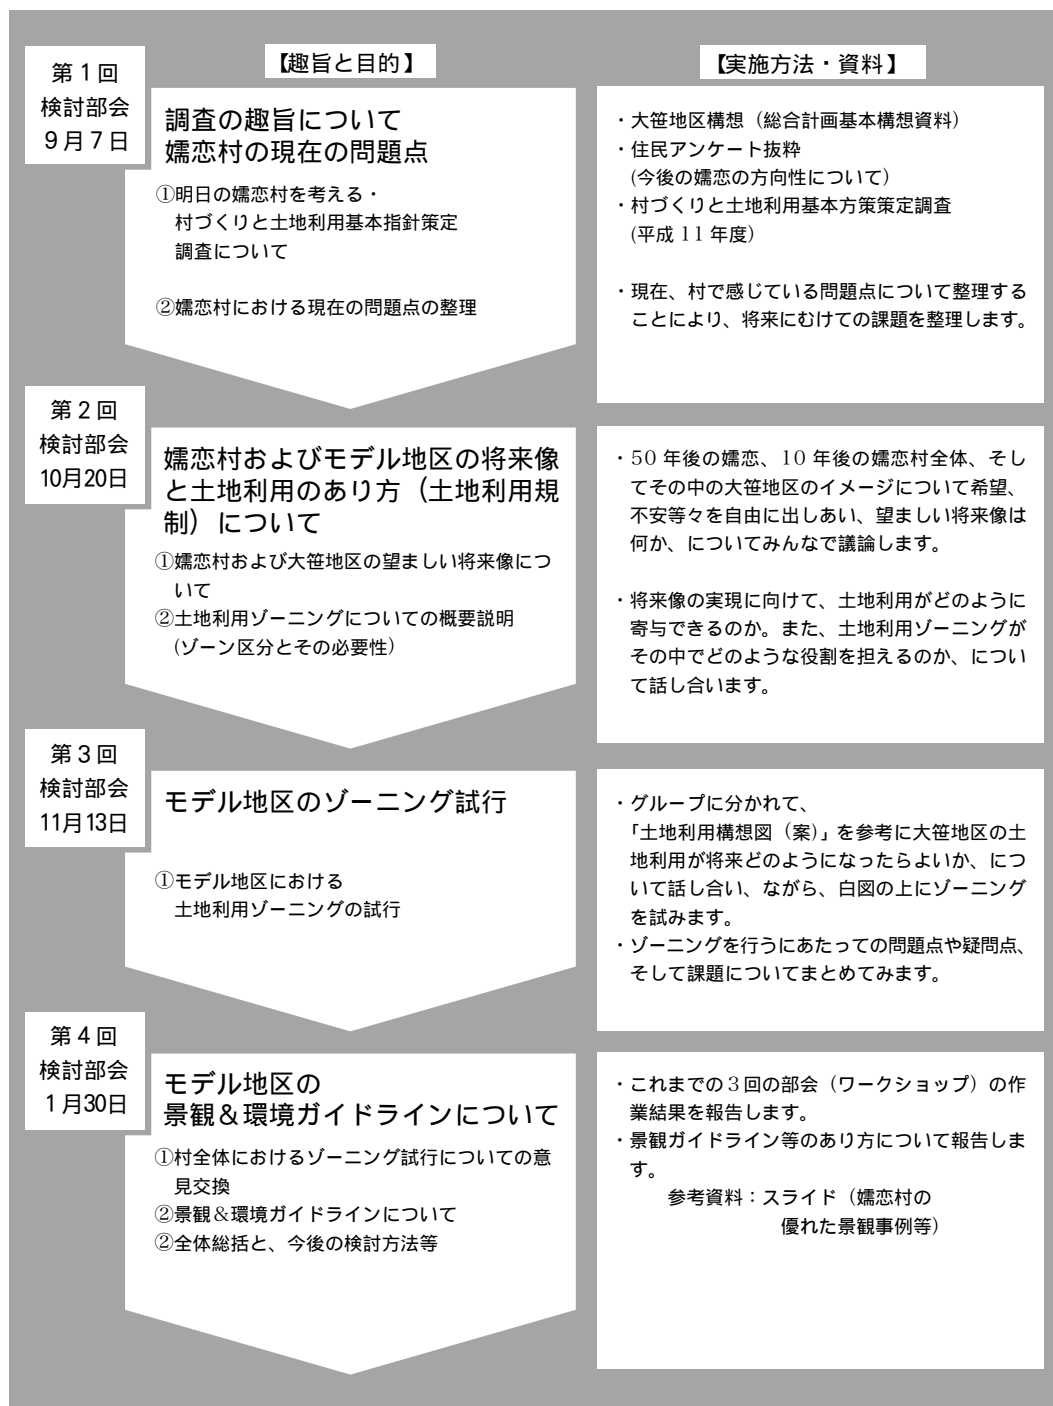 【趣旨と目的】
【実施方法・資料】
第1回
検討部会
9月7日
調査の趣旨について
嬬恋村の現在の問題点
①明日の嬬恋村を考える・
村づくりと土地利用基本指針策定
調査について
②嬬恋村における現在の問題点の整理
・大笹地区構想（総合計画基本構想資料）
・住民アンケート抜粋
(今後の嬬恋の方向性について)
・村づくりと土地利用基本方策策定調査
(平成 11 年度)
・現在、村で感じている問題点について整理する
ことにより、将来にむけての課題を整理します。
第2回
検討部会
10月20日
嬬恋村およびモデル地区の将来像
と土地利用のあり方（土地利用規
制）について
①嬬恋村および大笹地区の望ましい将来像につ
いて
②土地利用ゾーニングについての概要説明
(ゾーン区分とその必要性)
・50 年後の嬬恋、10 年後の嬬恋村全体、そし
てその中の大笹地区のイメージについて希望、
不安等々を自由に出しあい、望ましい将来像は
何か、についてみんなで議論します。
・将来像の実現に向けて、土地利用がどのように
寄与できるのか。また、土地利用ゾーニングが
その中でどのような役割を担えるのか、につい
て話し合います。
第3回
検討部会
11月13日
モデル地区のゾーニング試行
①モデル地区における
土地利用ゾーニングの試行
・グループに分かれて、
「土地利用構想図（案）」を参考に大笹地区の土
地利用が将来どのようになったらよいか、につ
いて話し合い、ながら、白図の上にゾーニング
を試みます。
・ゾーニングを行うにあたっての問題点や疑問点、
そして課題についてまとめてみます。
第4回
検討部会
1月30日
モデル地区の
景観＆環境ガイドラインについて
①村全体におけるゾーニング試行についての意
見交換
②景観＆環境ガイドラインについて
②全体総括と、今後の検討方法等
・これまでの3回の部会（ワークショップ）の作
業結果を報告します。
・景観ガイドライン等のあり方について報告しま
す。
参考資料：スライド（嬬恋村の
優れた景観事例等）